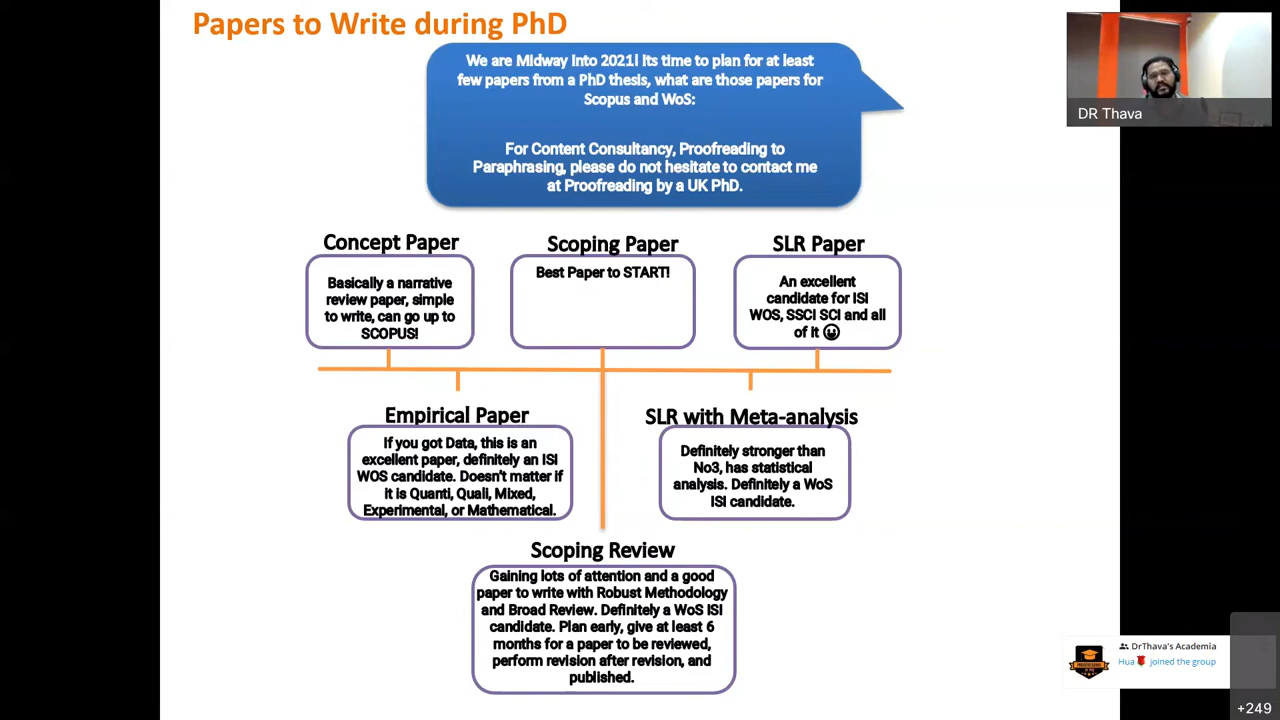 Papers to Write during PhD
We are Midway into 2021! Its time to plan for at least
few papers from a PhD thesis, what are those papers for
Scopus and WoS:
For Content Consultancy, Proofreading to
Paraphrasing, please do not hesitate to contact me
at Proofreading by a UK PhD.
DR Thava
Concept Paper
Basically a narrative
review paper, simple
to write, can go up to
SCOPUS!
Scoping Paper
Best Paper to START!
SLR Paper
An excellent
candidate for ISI
WOS, SSCI SCI and all
of it 😀
Empirical Paper
If you got Data, this is an
excellent paper, definitely an ISI
WOS candidate. Doesn't matter if
it is Quanti, Quali, Mixed,
Experimental, or Mathematical.
SLR with Meta-analysis
Definitely stronger than
No3, has statistical
analysis. Definitely a WoS
ISI candidate.
Scoping Review
Gaining lots of attention and a good
paper to write with Robust Methodology
and Broad Review. Definitely a WoS ISI
candidate. Plan early, give at least 6
months for a paper to be reviewed,
perform revision after revision, and
published.
DrThava's Academia
Hua joined the group
+249